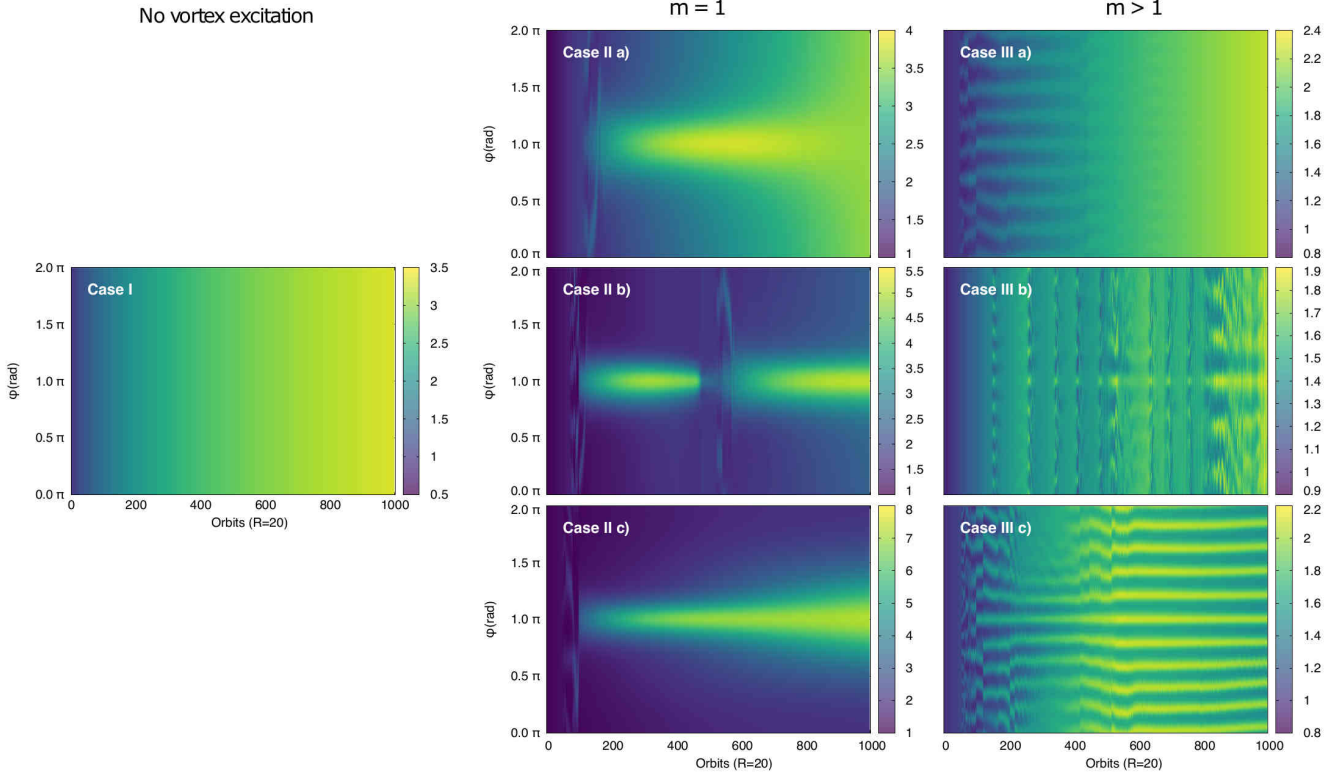 No vortex excitation
m = 1
m > 1
φ(rad)
2.0 π
1.5 π
1.0 π
0.5 π
0.0 π
Case II a)
4
3.5
3
2.5
2
1.5
1
Case III a)
2.4
2.2
2
1.8
1.6
1.4
1.2
1
0.8
φ(rad)
2.0 π
1.5 π
1.0 π
0.5 π
0.0 π
Case I
0 200 400 600 800 1000
Orbits (R=20)
3.5
3
2.5
2
1.5
1
0.5
φ(rad)
2.0 π
1.5 π
1.0 π
0.5 π
0.0 π
Case II b)
5.5
5
4.5
4
3.5
3
2.5
2
1.5
1
Case III b)
1.9
1.8
1.7
1.6
1.5
1.4
1.3
1.2
1.1
1
0.9
φ(rad)
2.0 π
1.5 π
1.0 π
0.5 π
0.0 π
Case II c)
0 200 400 600 800 1000
Orbits (R=20)
8
7
6
5
4
3
2
1
Case III c)
0 200 400 600 800 1000
Orbits (R=20)
2.2
2
1.8
1.6
1.4
1.2
1
0.8